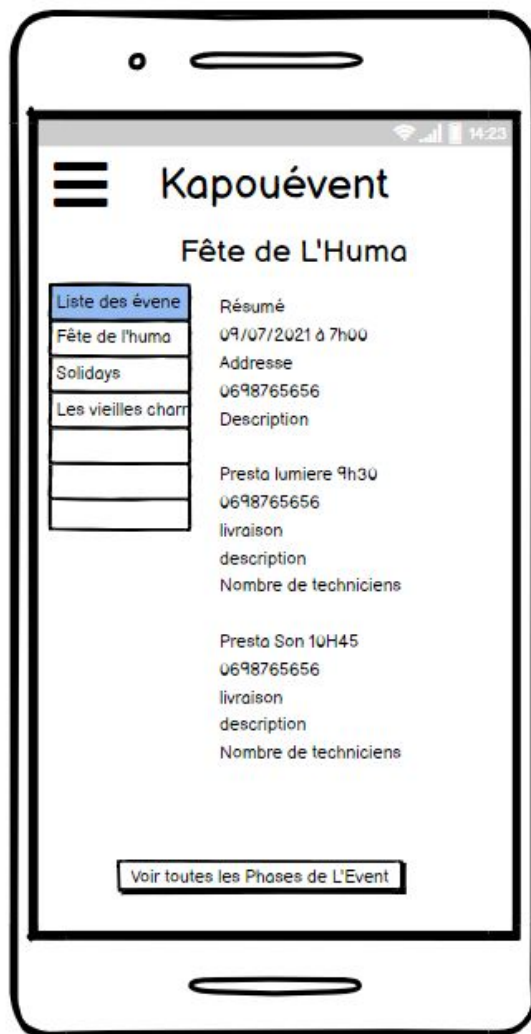 14:23
Kapouévent
Fête de L'Huma
Liste des évene
Fête de l'huma
Solidays
Les vieilles charr
Résumé
09/07/2021 à 7h00
Addresse
0698765656
Description
Presta lumiere 9h30
0698765656
livraison
description
Nombre de techniciens
Presta Son 10H45
0698765656
livraison
description
Nombre de techniciens
Voir toutes les Phases de L'Event